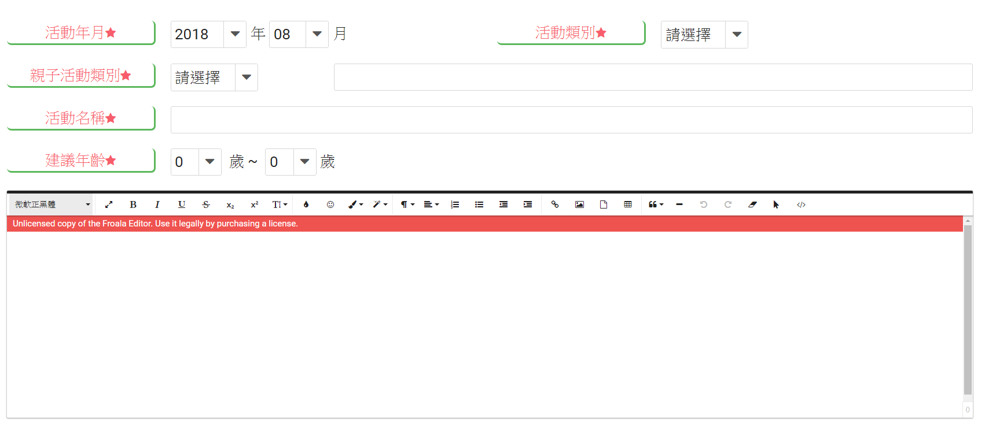 活動年月★ 2018 年 08 月 活動類別★ 請選擇
親子活動類別★ 請選擇
活動名稱★
建議年齡★ 0 歲 ~ 0 歲
微軟正黑體 B I U S x₂ x² T
Unlicensed copy of the Froala Editor. Use it legally by purchasing a license.
0